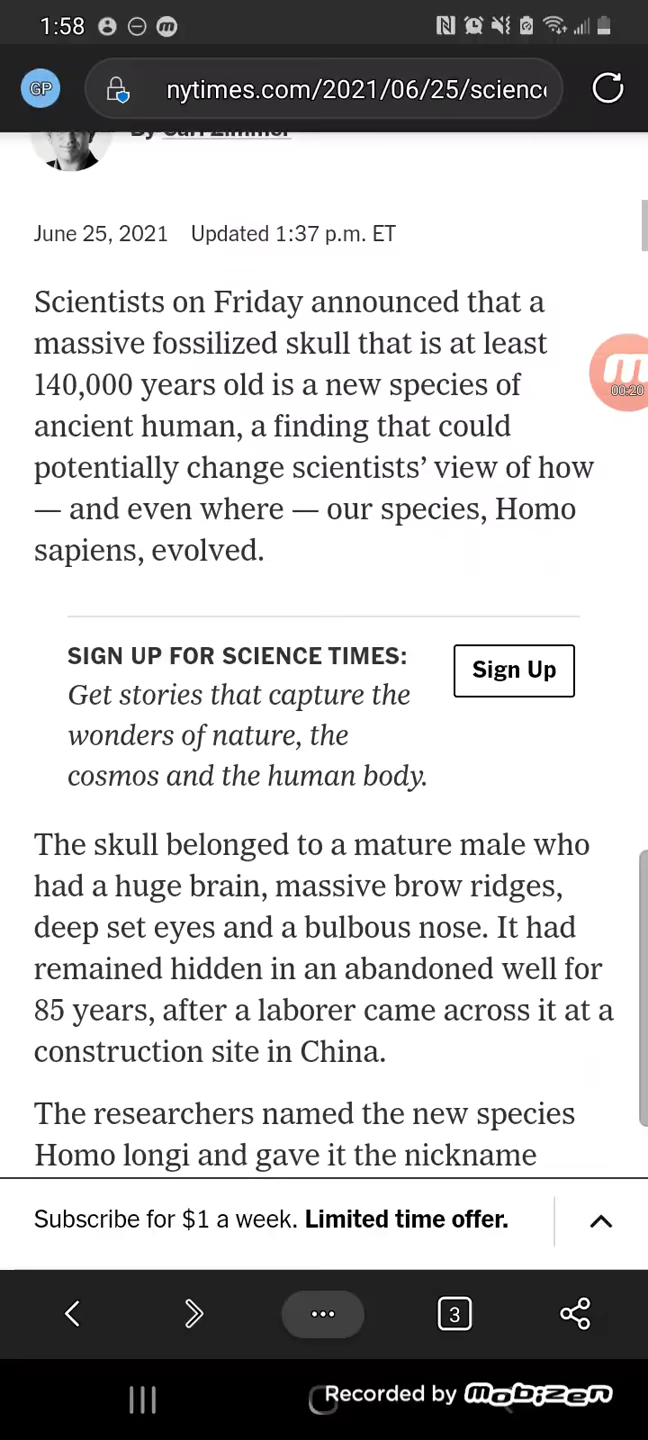 1:58
GP
nytimes.com/2021/06/25/science
June 25, 2021 Updated 1:37 p.m. ET
Scientists on Friday announced that a
massive fossilized skull that is at least
140,000 years old is a new species of
00:20
ancient human, a finding that could
potentially change scientists’ view of how
— and even where — our species, Homo
sapiens, evolved.
SIGN UP FOR SCIENCE TIMES:
Sign Up
Get stories that capture the
wonders of nature, the
cosmos and the human body.
The skull belonged to a mature male who
had a huge brain, massive brow ridges,
deep set eyes and a bulbous nose. It had
remained hidden in an abandoned well for
85 years, after a laborer came across it at a
construction site in China.
The researchers named the new species
Homo longi and gave it the nickname
Subscribe for $1 a week. Limited time offer.
3
Recorded by Mobizen